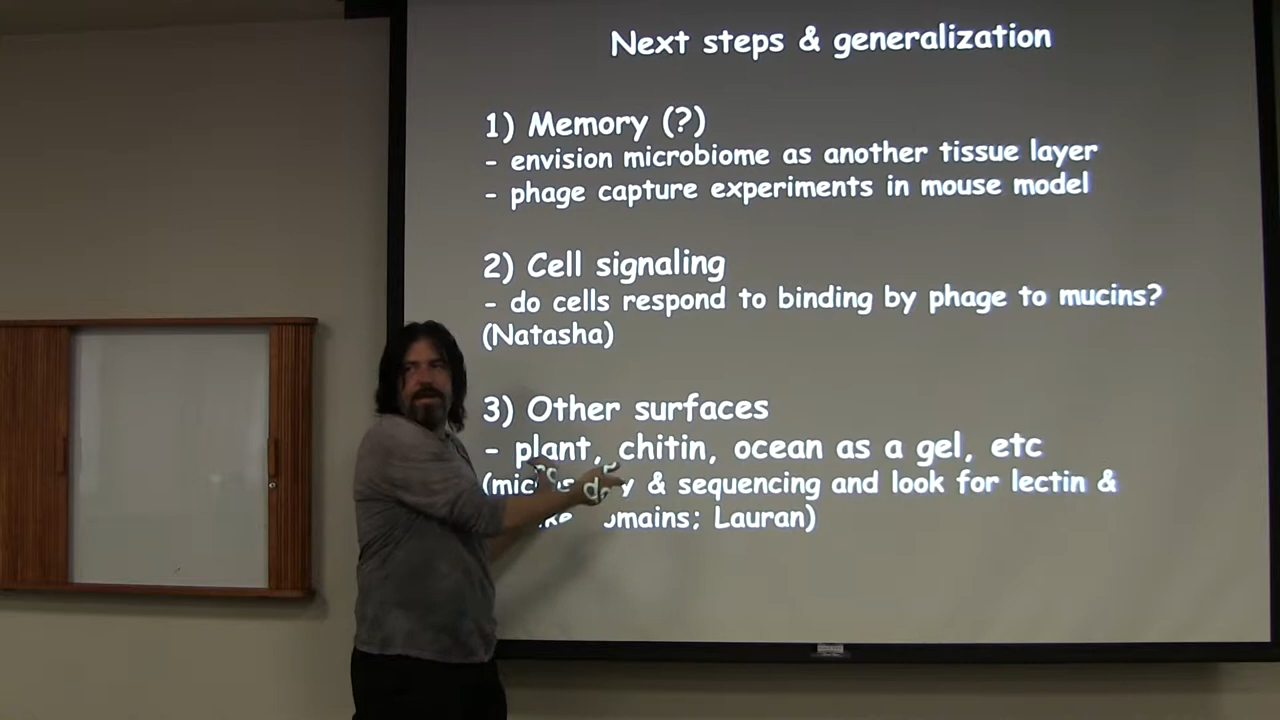 Next steps & generalization
1) Memory (?)
- envision microbiome as another tissue layer
- phage capture experiments in mouse model
2) Cell signaling
- do cells respond to binding by phage to mucins?
(Natasha)
3) Other surfaces
- plant, chitin, ocean as a gel, etc
& sequencing and look for lectin &
Lauran)